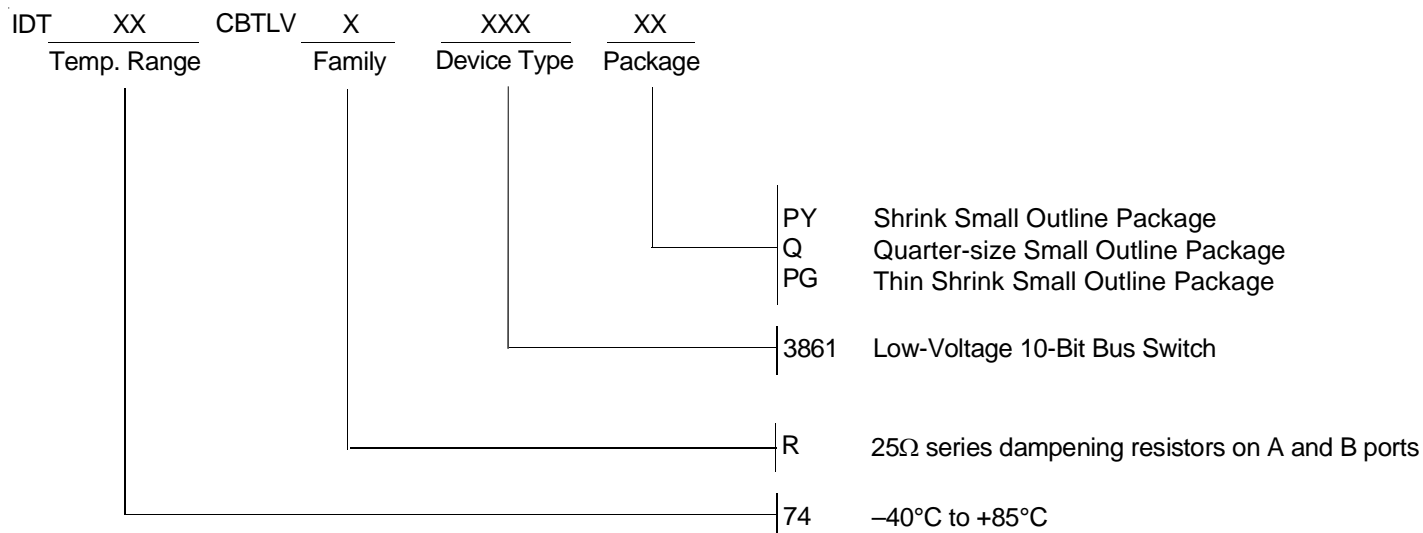 IDT XX CBTLV X XXX XX
Temp. Range Family Device Type Package
PY Shrink Small Outline Package
Q Quarter-size Small Outline Package
PG Thin Shrink Small Outline Package
3861 Low-Voltage 10-Bit Bus Switch
R 25Ω series dampening resistors on A and B ports
74 –40°C to +85°C